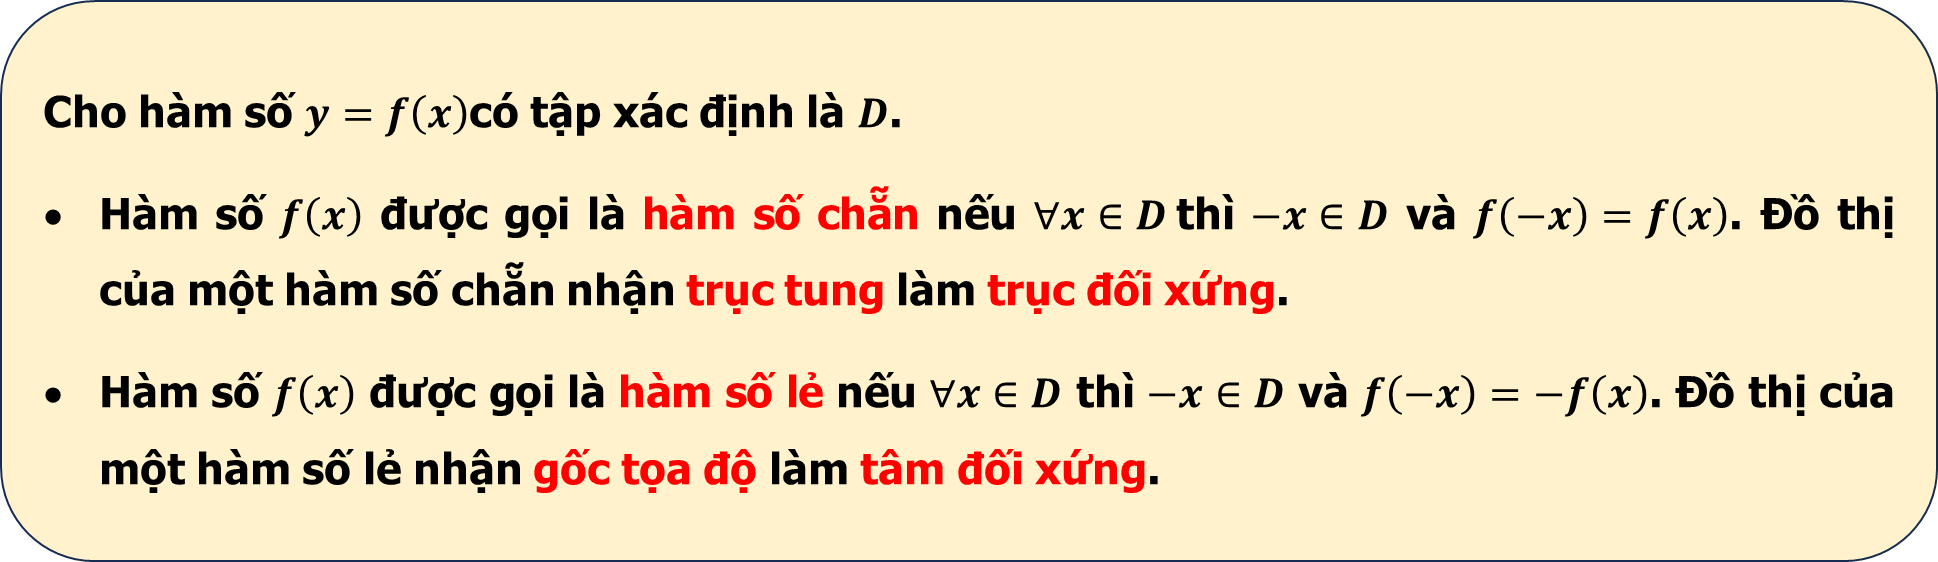 Cho hàm số y = f(x)có tập xác định là D.
• Hàm số f(x) được gọi là hàm số chẵn nếu ∀x ∈ D thì −x ∈ D và f(−x) = f(x). Đồ thị
của một hàm số chẵn nhận trục tung làm trục đối xứng.
• Hàm số f(x) được gọi là hàm số lẻ nếu ∀x ∈ D thì −x ∈ D và f(−x) = −f(x). Đồ thị của
một hàm số lẻ nhận gốc tọa độ làm tâm đối xứng.